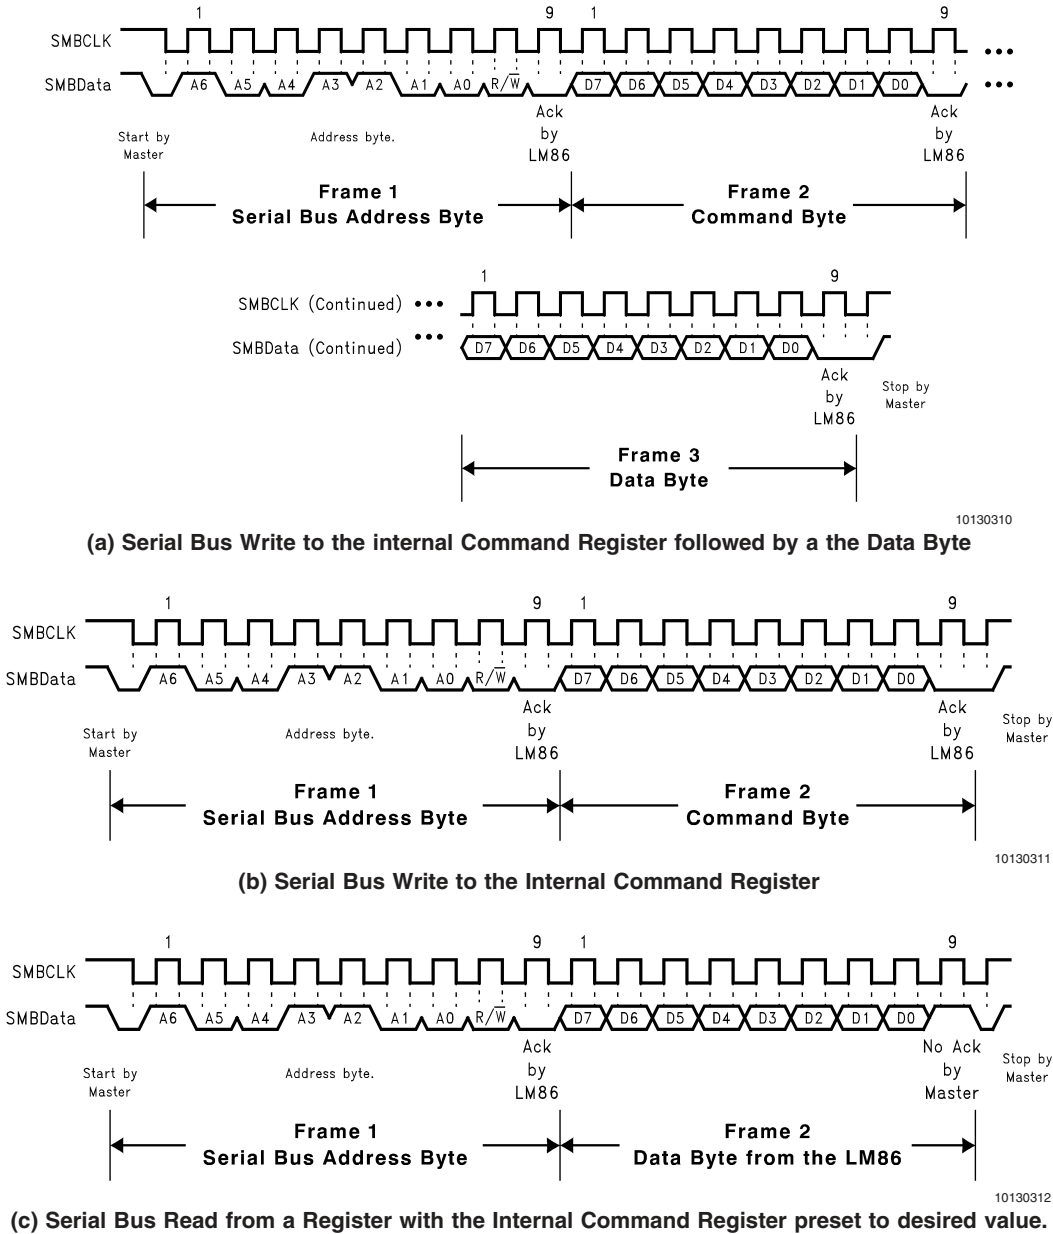 1 9 1 9
SMBCLK
SMBData A6 A5 A4 A3 A2 A1 A0 R/W̅ D7 D6 D5 D4 D3 D2 D1 D0
Start by Master
Address byte.
Ack by LM86
Ack by LM86
Frame 1
Serial Bus Address Byte
Frame 2
Command Byte
1 9
SMBCLK (Continued)
SMBData (Continued) D7 D6 D5 D4 D3 D2 D1 D0
Ack by LM86
Stop by Master
Frame 3
Data Byte
10130310
(a) Serial Bus Write to the internal Command Register followed by a the Data Byte
1 9 1 9
SMBCLK
SMBData A6 A5 A4 A3 A2 A1 A0 R/W̅ D7 D6 D5 D4 D3 D2 D1 D0
Start by Master
Address byte.
Ack by LM86
Ack by LM86
Stop by Master
Frame 1
Serial Bus Address Byte
Frame 2
Command Byte
10130311
(b) Serial Bus Write to the Internal Command Register
1 9 1 9
SMBCLK
SMBData A6 A5 A4 A3 A2 A1 A0 R/W̅ D7 D6 D5 D4 D3 D2 D1 D0
Start by Master
Address byte.
Ack by LM86
No Ack by Master
Stop by Master
Frame 1
Serial Bus Address Byte
Frame 2
Data Byte from the LM86
10130312
(c) Serial Bus Read from a Register with the Internal Command Register preset to desired value.